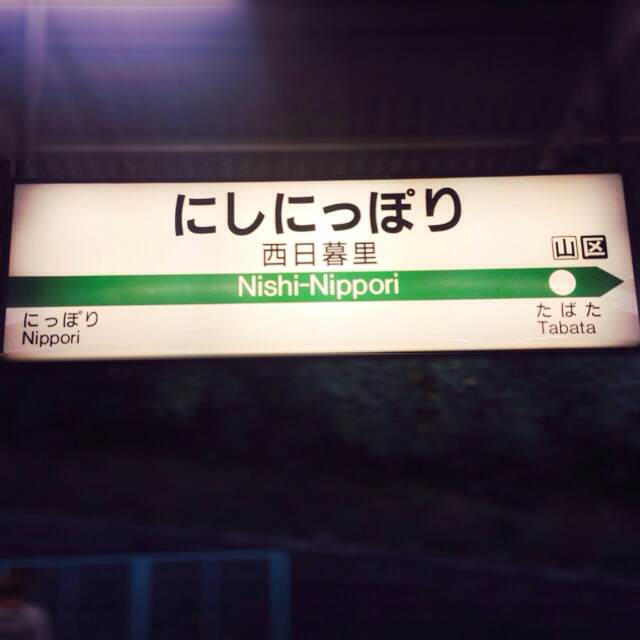 にしにっぽり
西日暮里
山区
Nishi-Nippori
にっぽり
Nippori
たばた
Tabata